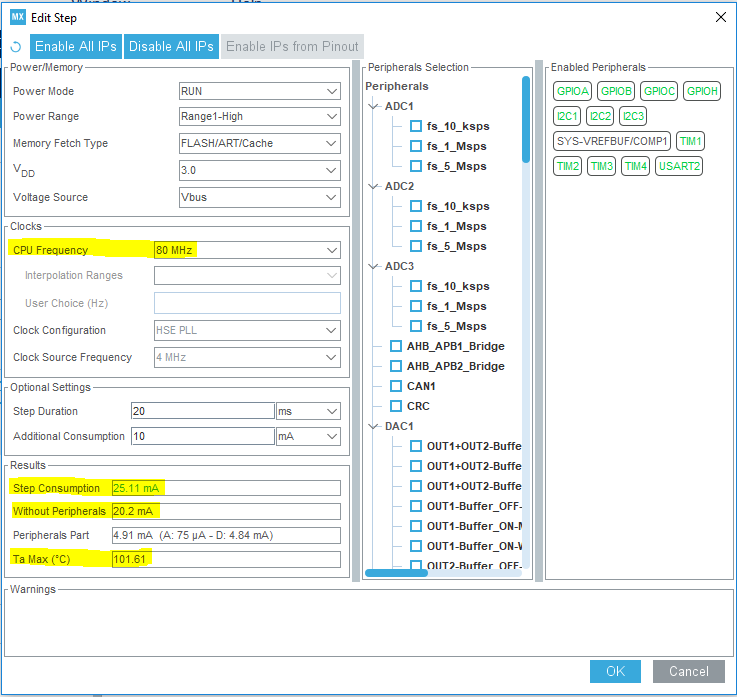 MX Edit Step
Enable All IPs Disable All IPs Enable IPs from Pinout
Power/Memory
Power Mode RUN
Power Range Range1-High
Memory Fetch Type FLASH/ART/Cache
VDD 3.0
Voltage Source Vbus
Clocks
CPU Frequency 80 MHz
Interpolation Ranges
User Choice (Hz)
Clock Configuration HSE PLL
Clock Source Frequency 4 MHz
Optional Settings
Step Duration 20 ms
Additional Consumption 10 mA
Results
Step Consumption 25.11 mA
Without Peripherals 20.2 mA
Peripherals Part 4.91 mA (A: 75 µA - D: 4.84 mA)
Ta Max (°C) 101.61
Peripherals Selection
Peripherals
ADC1
fs_10_ksps
fs_1_Msps
fs_5_Msps
ADC2
fs_10_ksps
fs_1_Msps
fs_5_Msps
ADC3
fs_10_ksps
fs_1_Msps
fs_5_Msps
AHB_APB1_Bridge
AHB_APB2_Bridge
CAN1
CRC
DAC1
OUT1+OUT2-Buffe
OUT1+OUT2-Buffe
OUT1+OUT2-Buffe
OUT1-Buffer_OFF-
OUT1-Buffer_ON-M
OUT1-Buffer_ON-W
OUT2-Buffer_OFF-
Enabled Peripherals
GPIOA GPIOB GPIOC GPIOH
I2C1 I2C2 I2C3
SYS-VREFBUF/COMP1 TIM1
TIM2 TIM3 TIM4 USART2
Warnings
OK Cancel